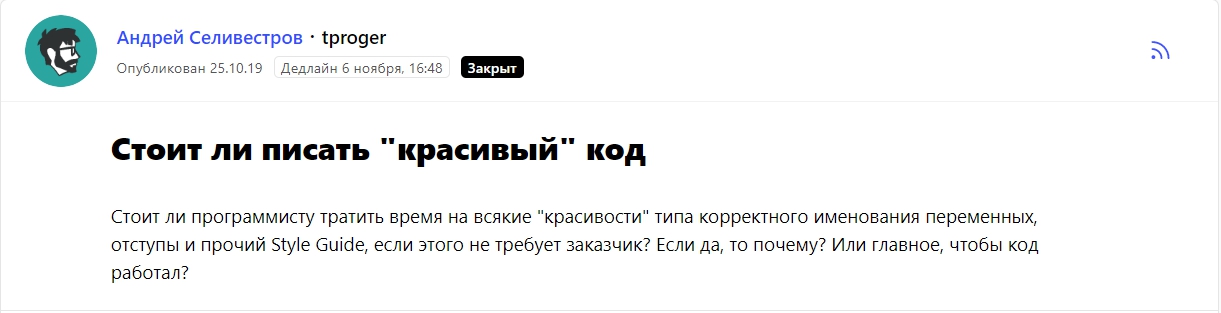 Андрей Селивестров · tproger
Опубликован 25.10.19 Дедлайн 6 ноября, 16:48 Закрыт
Стоит ли писать "красивый" код
Стоит ли программисту тратить время на всякие "красивости" типа корректного именования переменных,
отступы и прочий Style Guide, если этого не требует заказчик? Если да, то почему? Или главное, чтобы код
работал?